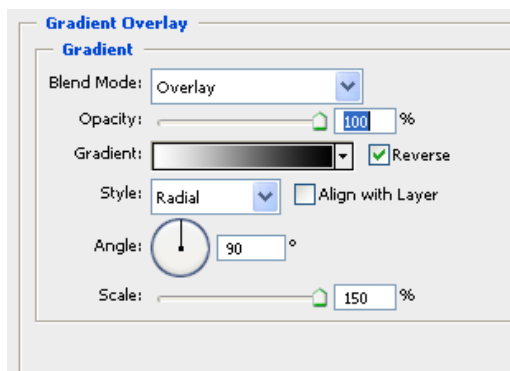 Gradient Overlay
Gradient
Blend Mode: Overlay
Opacity: 100 %
Gradient: Reverse
Style: Radial Align with Layer
Angle: 90 °
Scale: 150 %